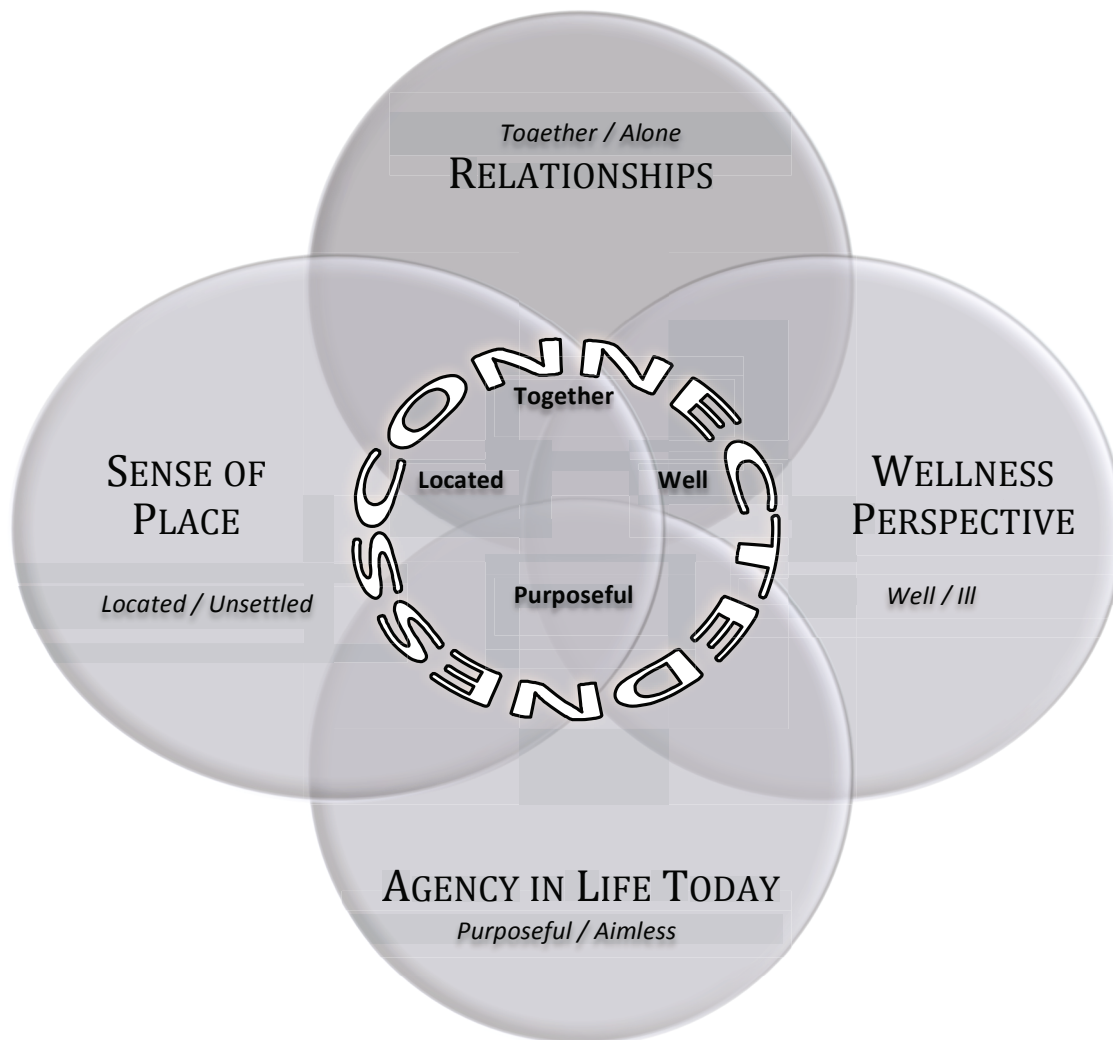 Together / Alone
RELATIONSHIPS
CONNECTEDNESS
Together
Located
Well
Purposeful
SENSE OF
PLACE
Located / Unsettled
WELLNESS
PERSPECTIVE
Well / Ill
AGENCY IN LIFE TODAY
Purposeful / Aimless